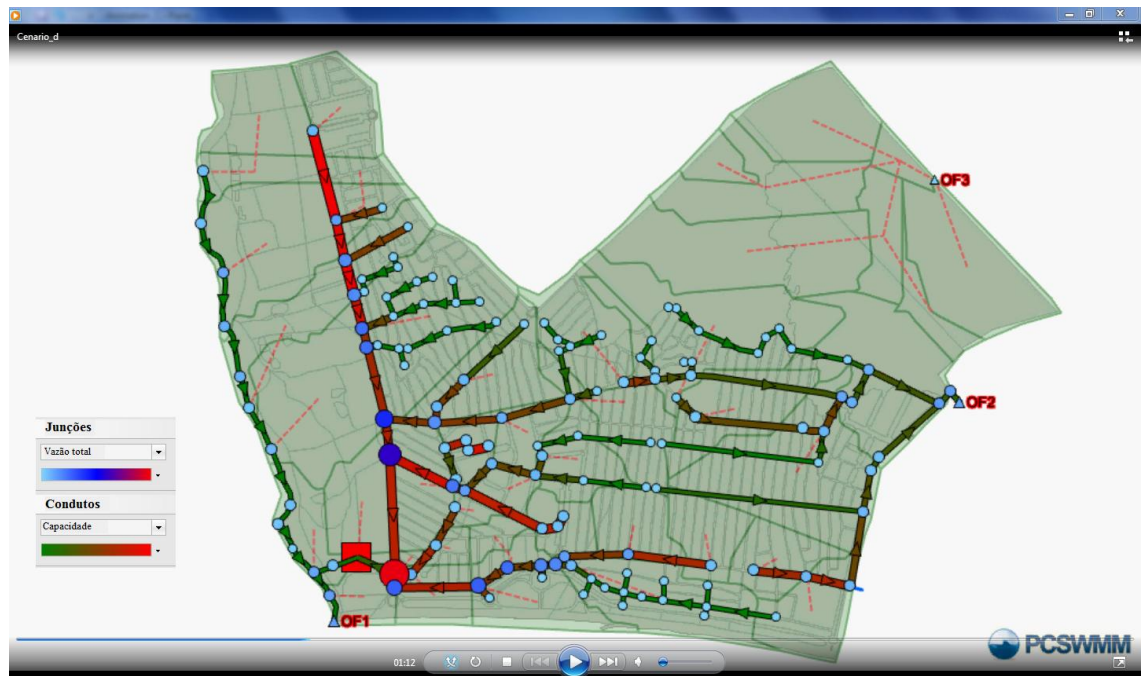 Cenario_d
OF3
OF2
Junções
Vazão total
Condutos
Capacidade
OF1
PCSWMM
01:12